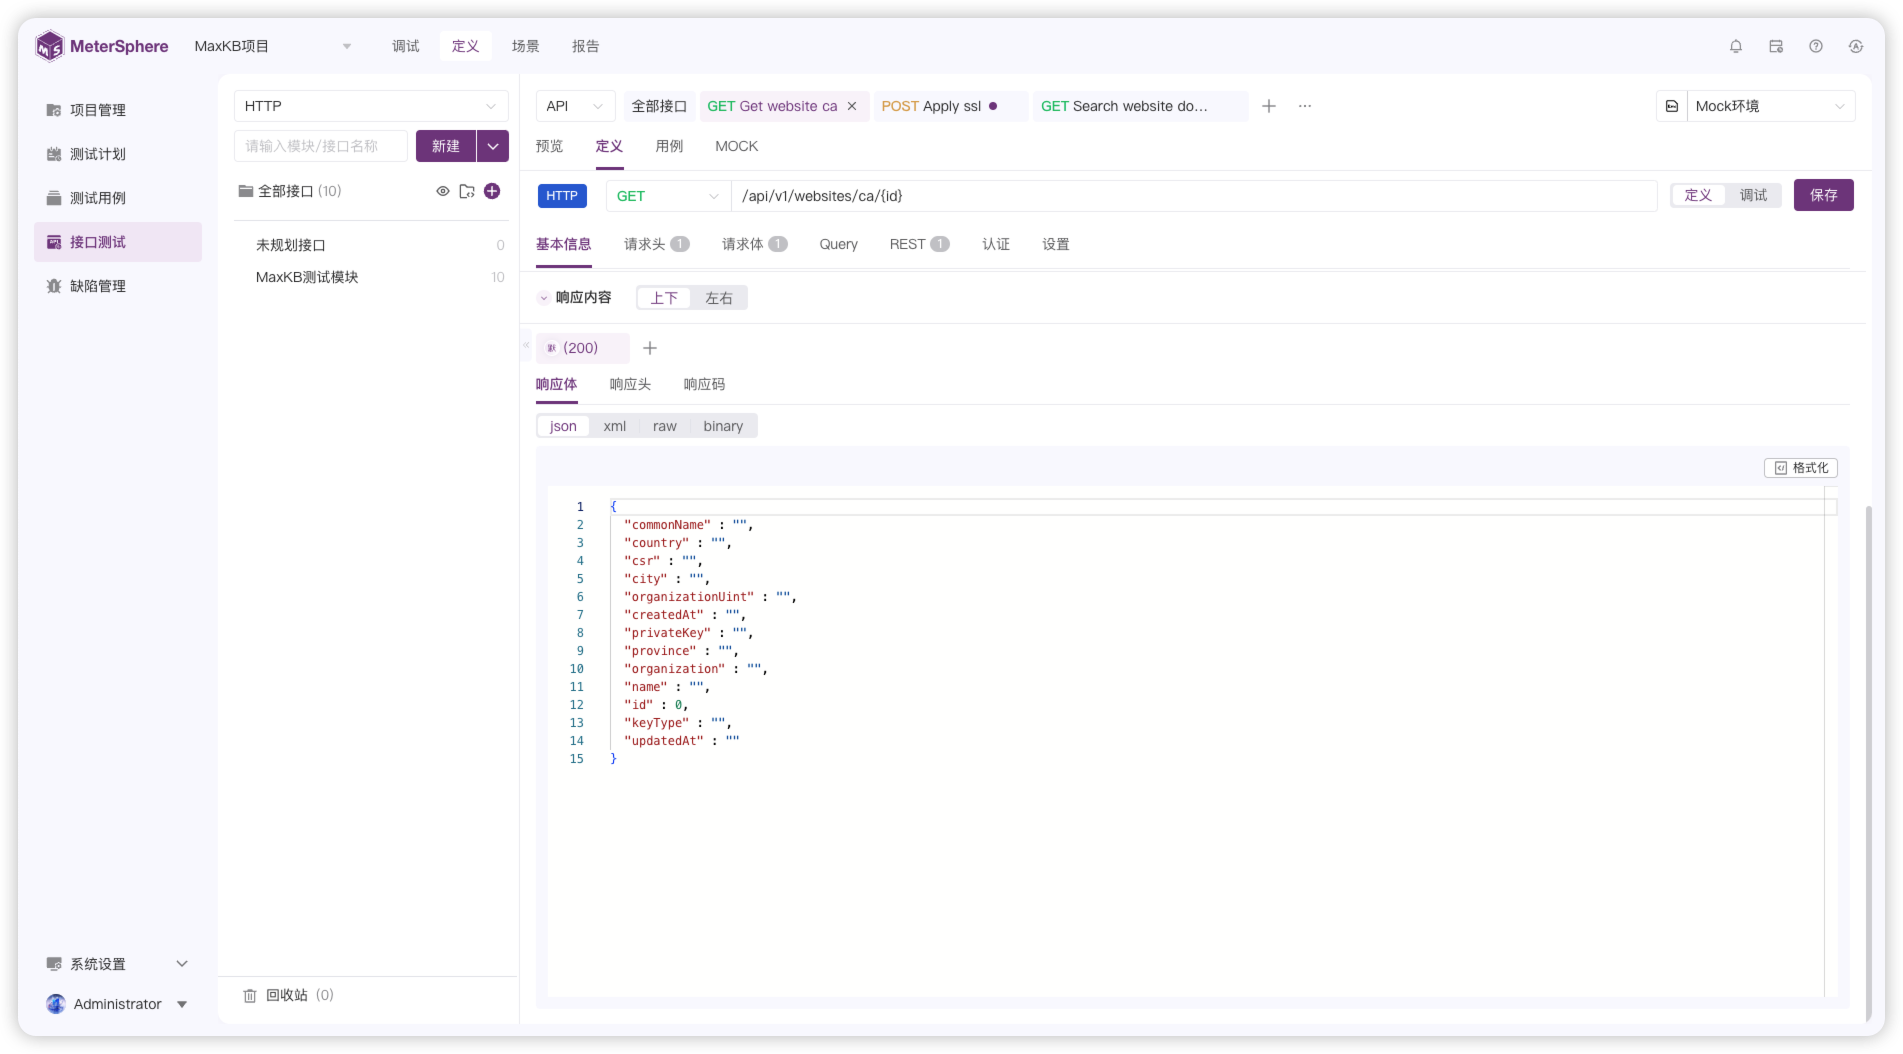 MeterSphere
MaxKB项目
调试 定义 场景 报告
项目管理
测试计划
测试用例
接口测试
缺陷管理
系统设置
Administrator
HTTP
请输入模块/接口名称 新建
全部接口 (10)
未规划接口 0
MaxKB测试模块 10
回收站 (0)
API 全部接口 GET Get website ca POST Apply ssl GET Search website do... Mock环境
预览 定义 用例 MOCK
HTTP GET /api/v1/websites/ca/{id} 定义 调试 保存
基本信息 请求头 1 请求体 1 Query REST 1 认证 设置
响应内容 上下 左右
默 (200)
响应体 响应头 响应码
json xml raw binary
格式化
1 {
2 "commonName" : "",
3 "country" : "",
4 "csr" : "",
5 "city" : "",
6 "organizationUint" : "",
7 "createdAt" : "",
8 "privateKey" : "",
9 "province" : "",
10 "organization" : "",
11 "name" : "",
12 "id" : 0,
13 "keyType" : "",
14 "updatedAt" : ""
15 }